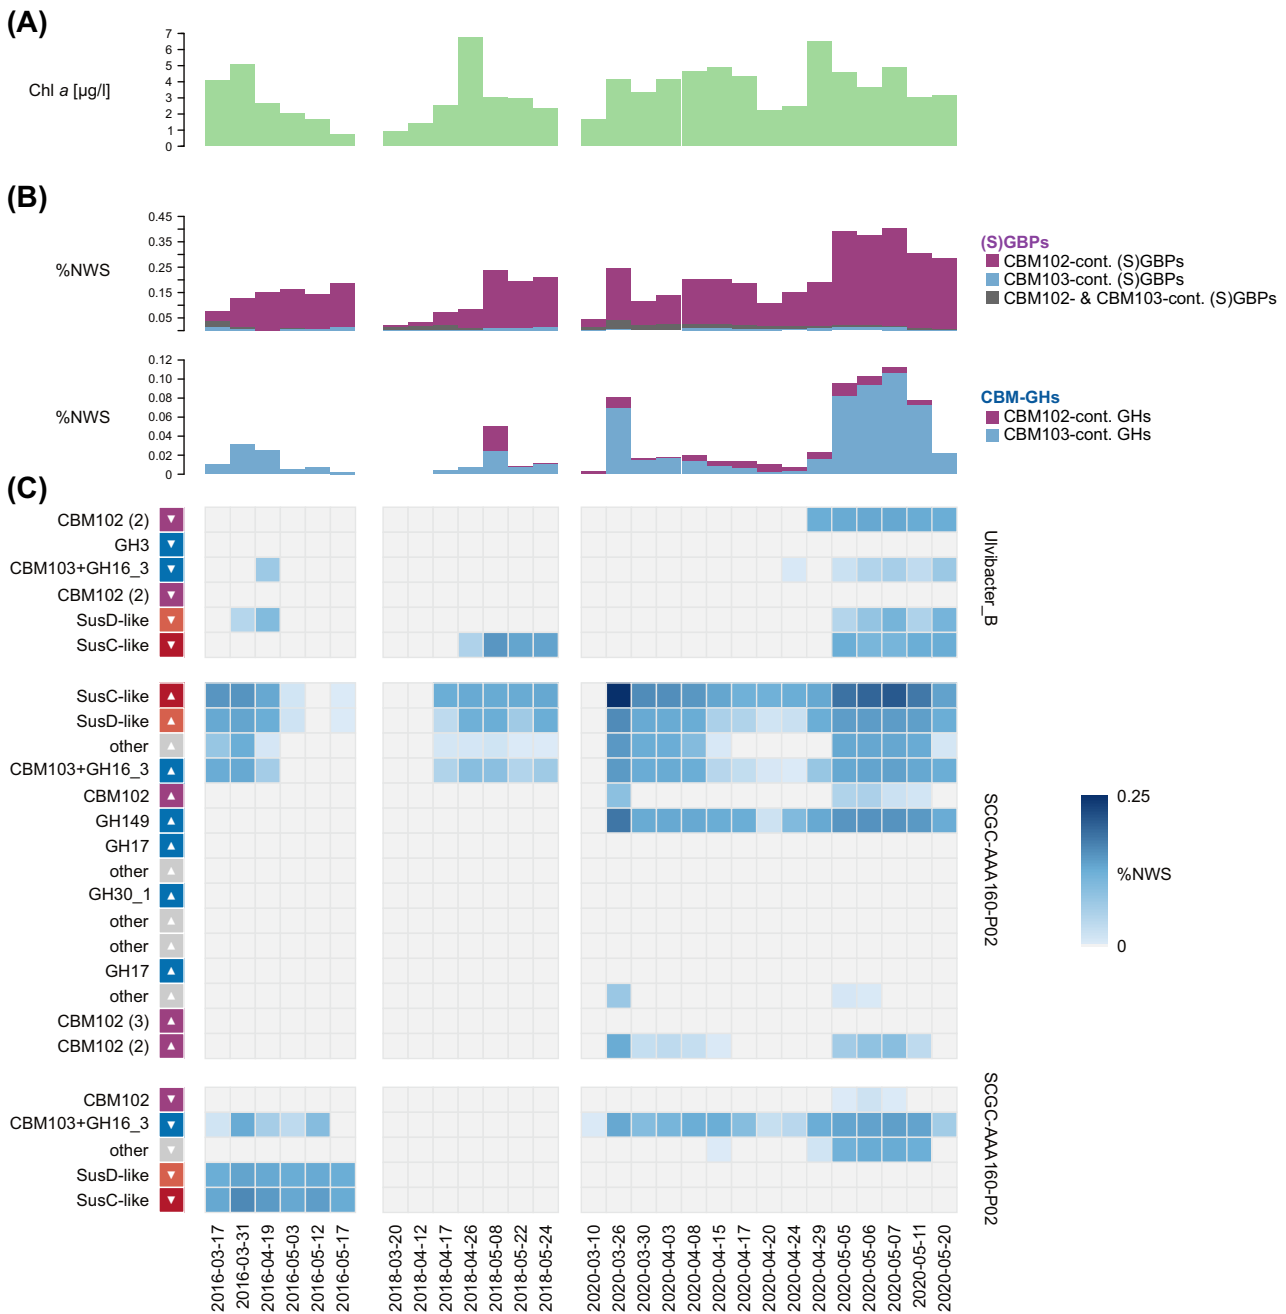 (A)
Chl a [µg/l]
7
6
5
4
3
2
1
0
(B)
%NWS
0.45
0.35
0.25
0.15
0.05
(S)GBPs
CBM102-cont. (S)GBPs
CBM103-cont. (S)GBPs
CBM102- & CBM103-cont. (S)GBPs
%NWS
0.12
0.10
0.08
0.06
0.04
0.02
0
CBM-GHs
CBM102-cont. GHs
CBM103-cont. GHs
(C)
CBM102 (2)
GH3
CBM103+GH16_3
CBM102 (2)
SusD-like
SusC-like
Ulvibacter_B
SusC-like
SusD-like
other
CBM103+GH16_3
CBM102
GH149
GH17
other
GH30_1
other
other
GH17
other
CBM102 (3)
CBM102 (2)
SCGC-AAA160-P02
0.25
%NWS
0
CBM102
CBM103+GH16_3
other
SusD-like
SusC-like
SCGC-AAA160-P02
2016-03-17
2016-03-31
2016-04-19
2016-05-03
2016-05-12
2016-05-17
2018-03-20
2018-04-12
2018-04-17
2018-04-26
2018-05-08
2018-05-22
2018-05-24
2020-03-10
2020-03-26
2020-03-30
2020-04-03
2020-04-08
2020-04-15
2020-04-17
2020-04-20
2020-04-24
2020-04-29
2020-05-05
2020-05-06
2020-05-07
2020-05-11
2020-05-20